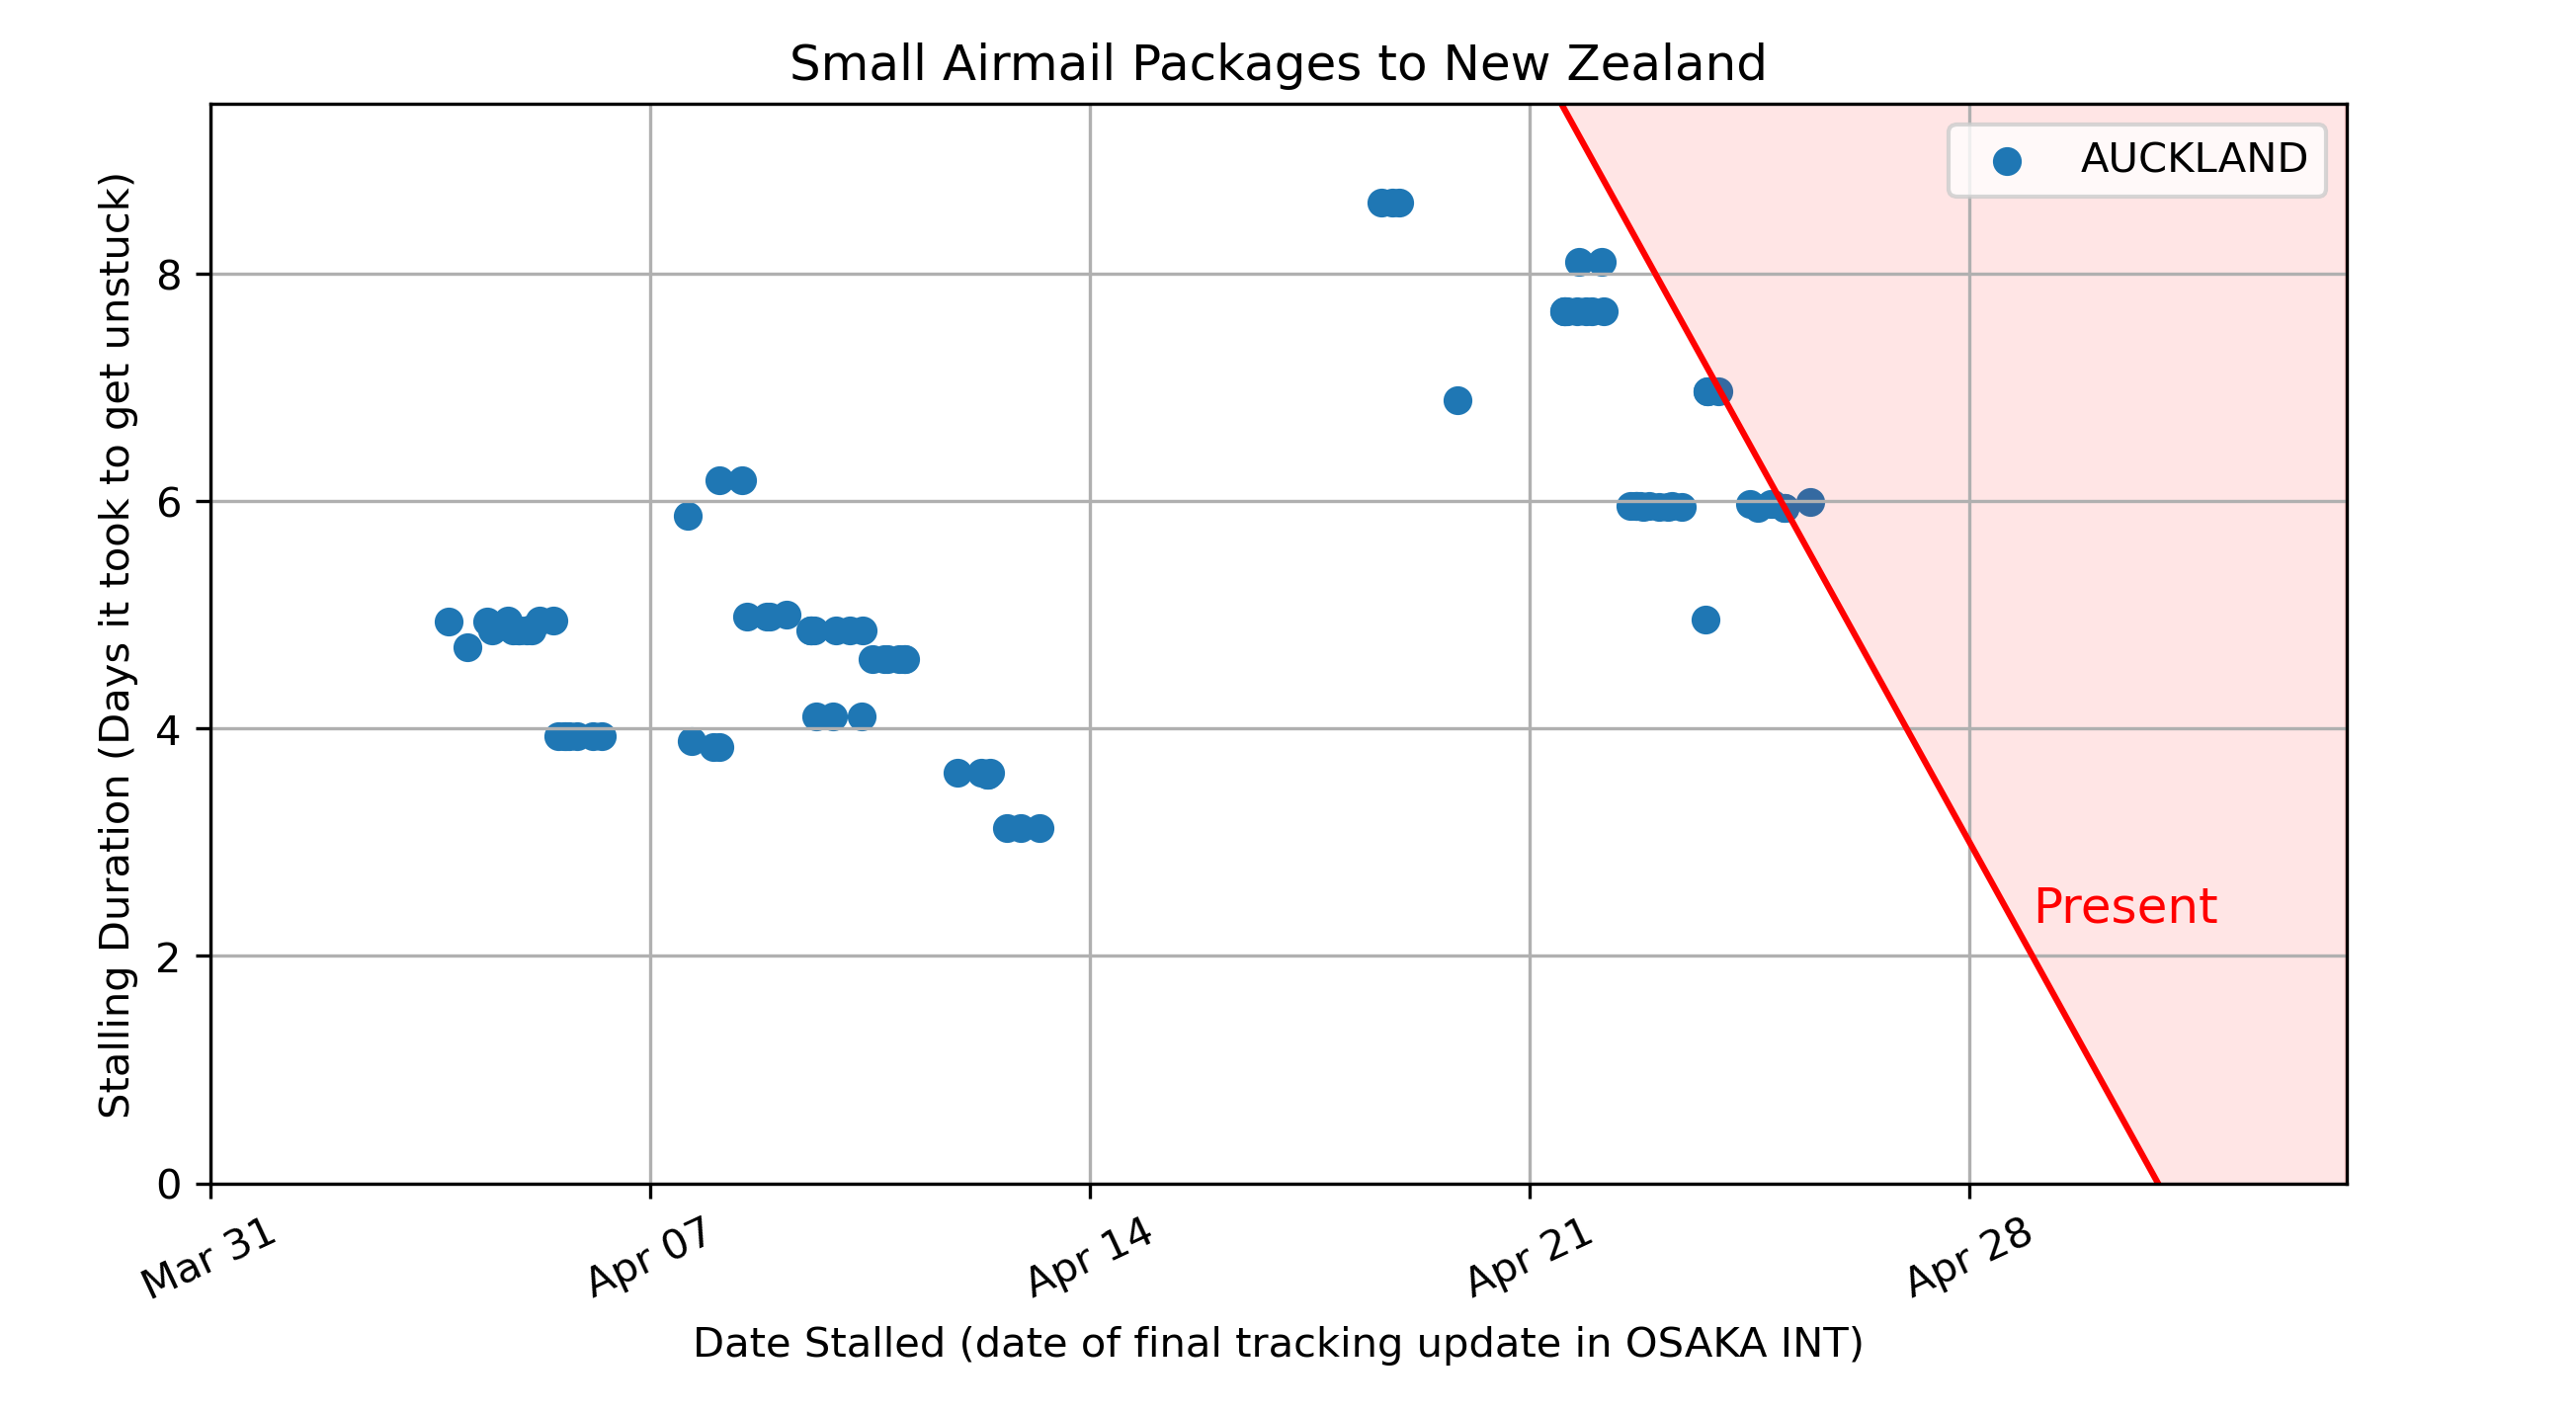 Small Airmail Packages to New Zealand
AUCKLAND
Stalling Duration (Days it took to get unstuck)
8
6
4
2
0
Present
Mar 31
Apr 07
Apr 14
Apr 21
Apr 28
Date Stalled (date of final tracking update in OSAKA INT)